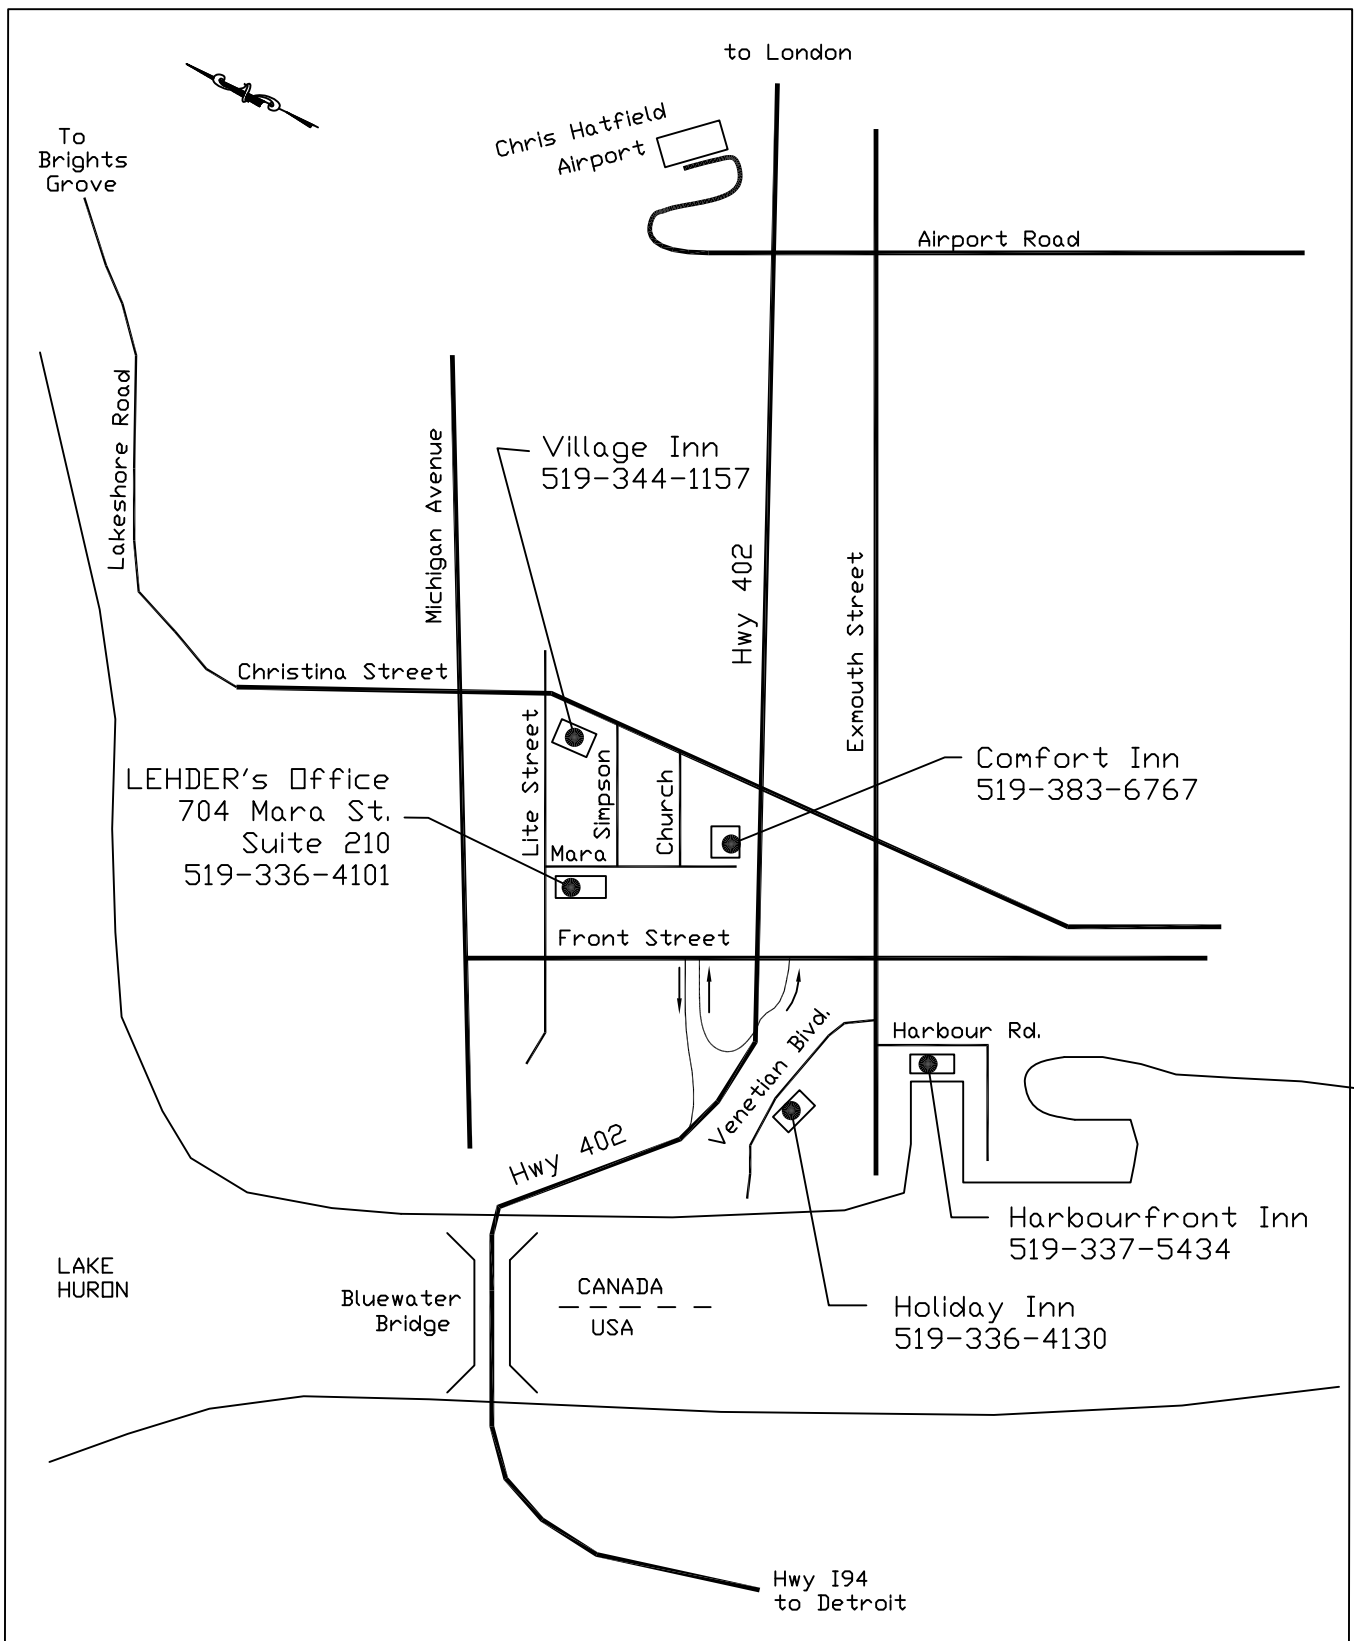 to London
To
Brights
Grove
Chris Hatfield
Airport
Airport Road
Lakeshore Road
Michigan Avenue
Village Inn
519-344-1157
Hwy 402
Exmouth Street
Christina Street
Lite Street
Simpson
Church
Mara
LEHDER's Office
704 Mara St.
Suite 210
519-336-4101
Comfort Inn
519-383-6767
Front Street
Venetian Bivd.
Harbour Rd.
Hwy 402
Harbourfront Inn
519-337-5434
LAKE
HURON
Bluewater
Bridge
CANADA
USA
Holiday Inn
519-336-4130
Hwy I94
to Detroit